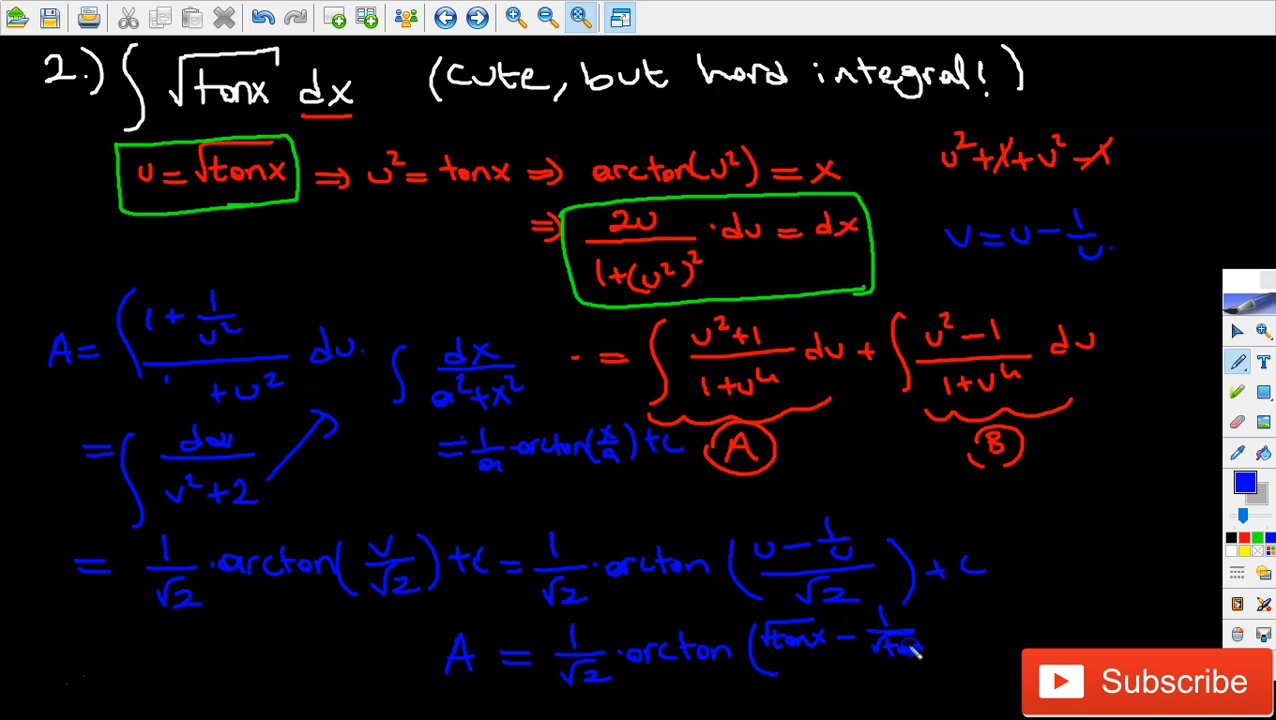 2.) ∫ √tanx dx (cute, but hard integral!)
u = √tanx ⇒ u² = tanx ⇒ arctan(u²) = x
u² + 1 + u² - 1
⇒ 2u / 1+(u²)² · du = dx
v = u - 1/u.
A = ∫ (1 + 1/u²) / ( + u²) du.
∫ dx / a²+x²
= ∫ u²+1 / 1+u⁴ du + ∫ u²-1 / 1+u⁴ du
A
B
= 1/a · arctan(x/a) + c
= ∫ dv / v²+2
= 1/√2 · arctan(v/√2) + c = 1/√2 · arctan((u - 1/u)/√2) + c
A = 1/√2 · arctan(√tanx - 1/√ta
Subscribe